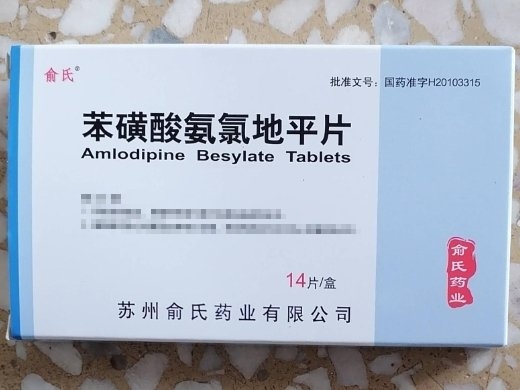 俞氏®
批准文号：国药准字H20103315
苯磺酸氨氯地平片
Amlodipine Besylate Tablets
14片/盒
俞氏药业
苏州俞氏药业有限公司